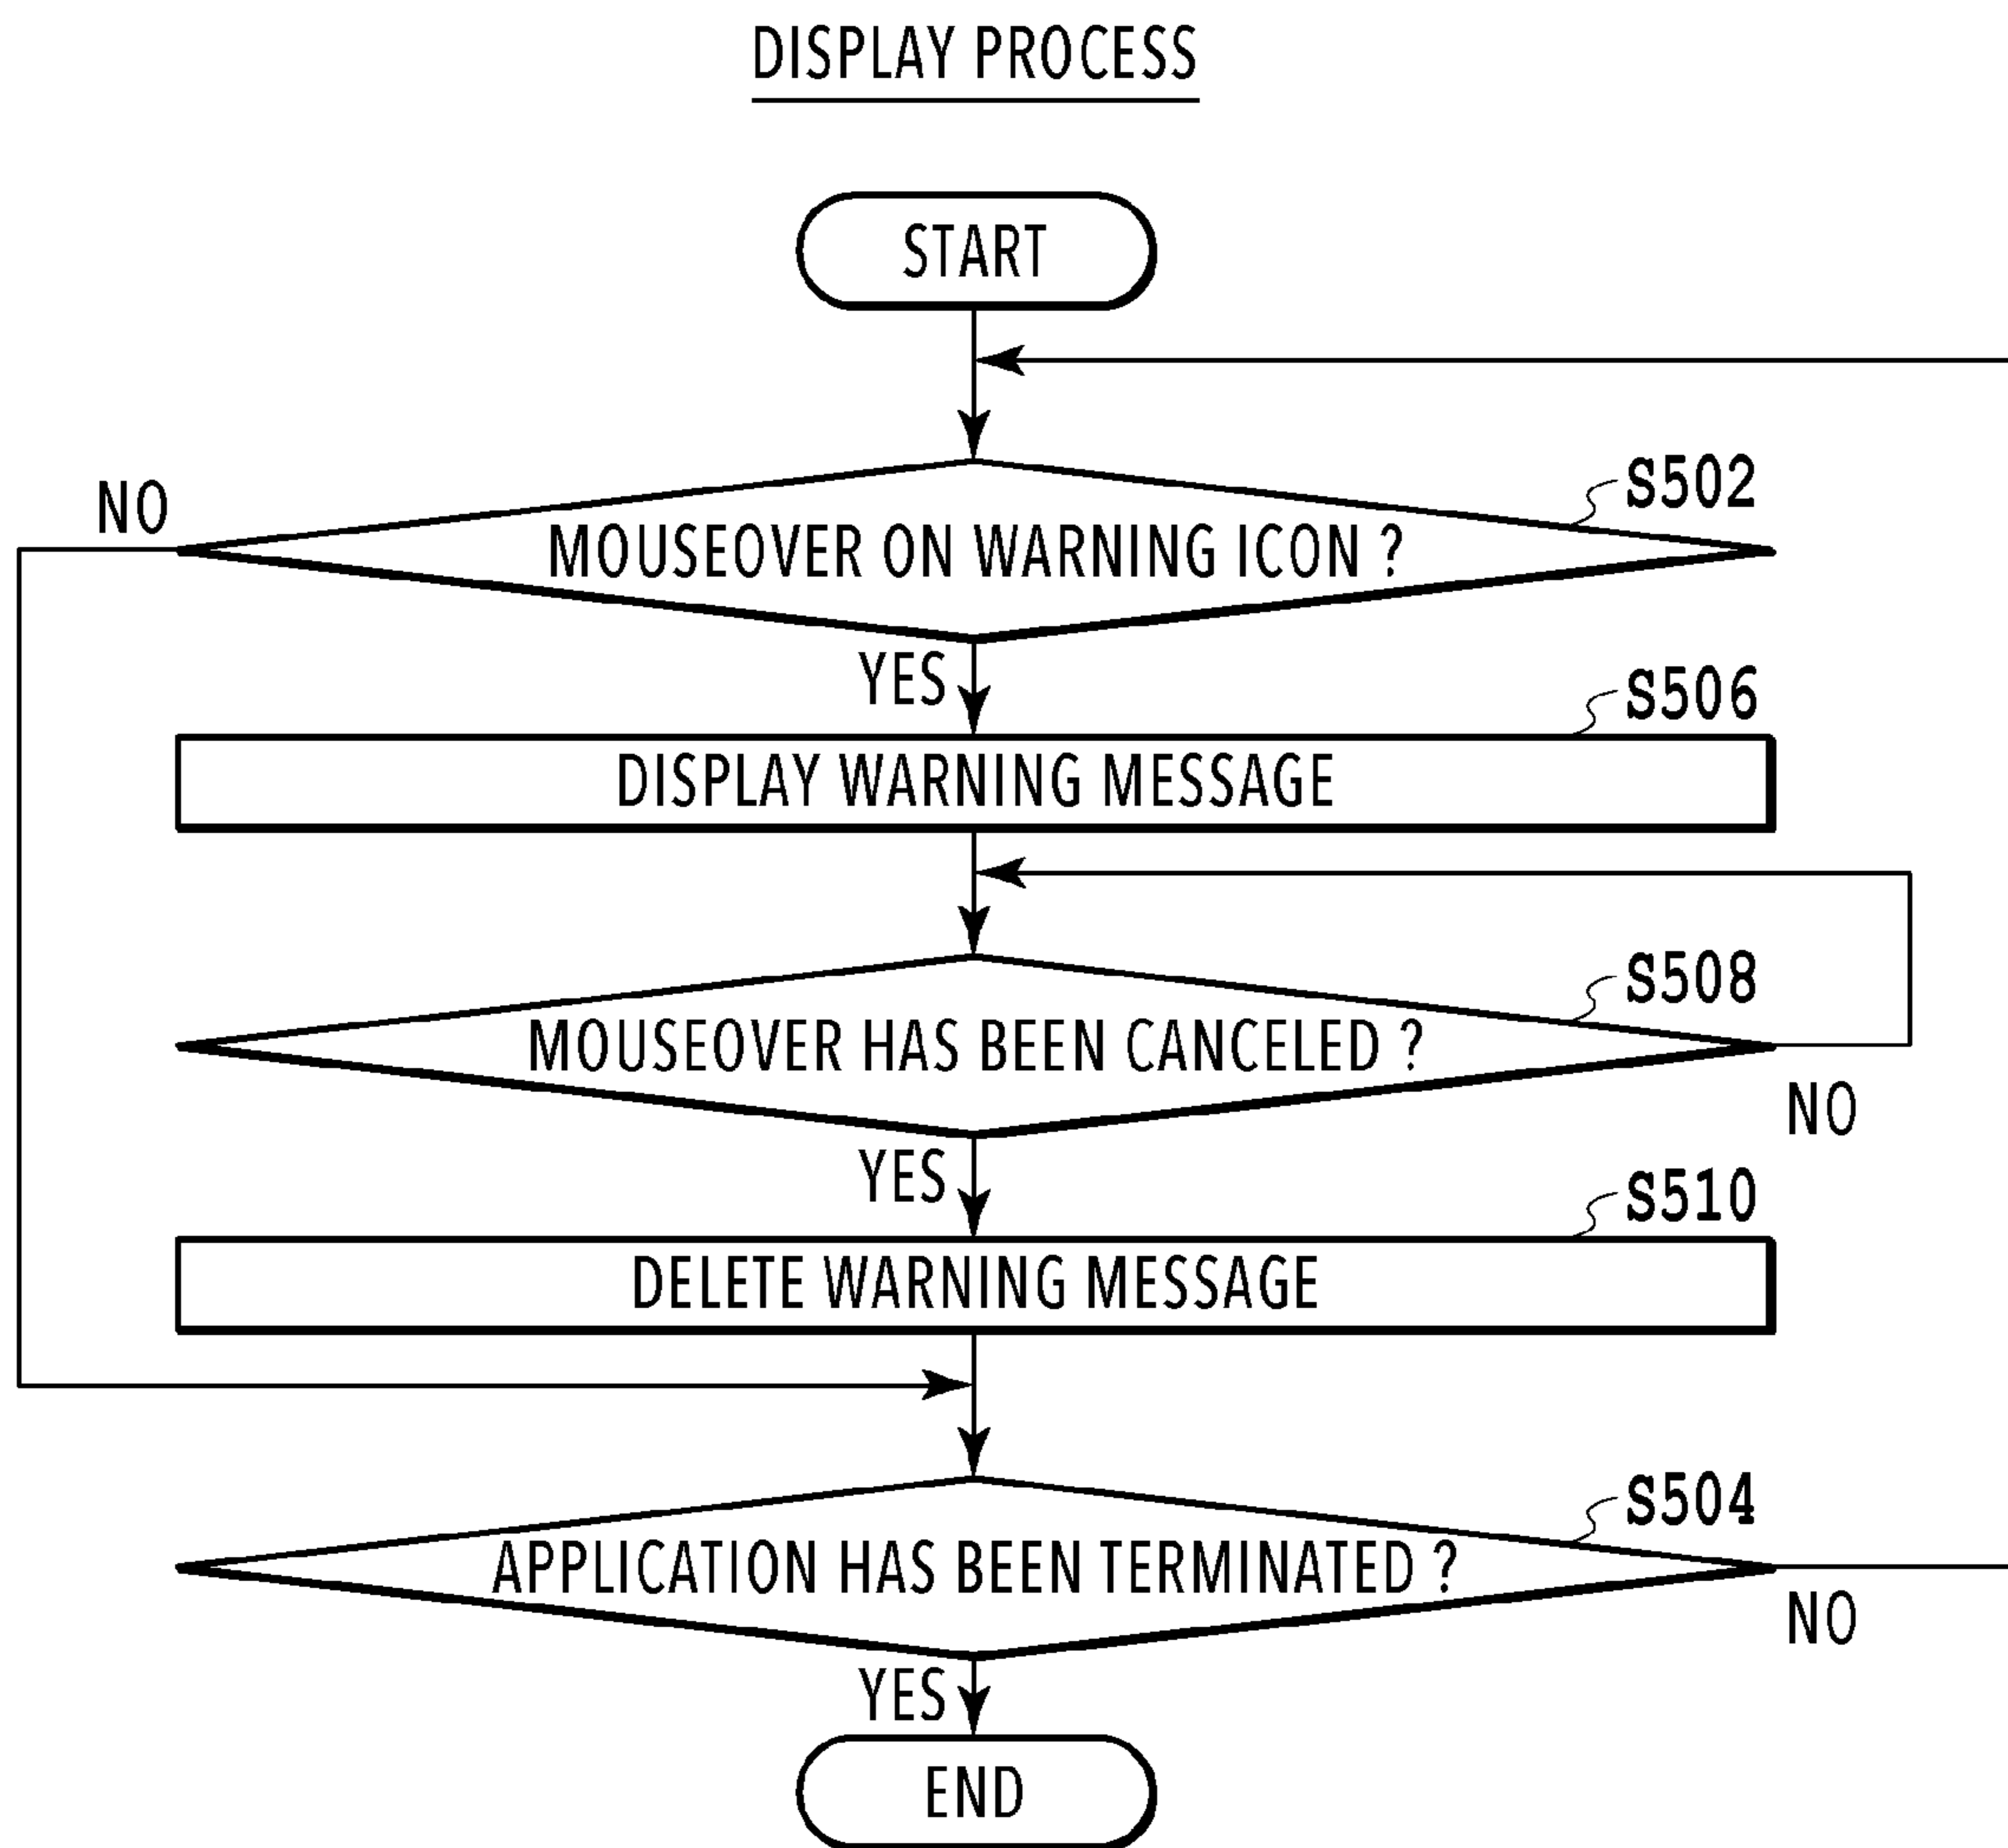 DISPLAY PROCESS
START
NO
S502
MOUSEOVER ON WARNING ICON ?
YES
S506
DISPLAY WARNING MESSAGE
S508
MOUSEOVER HAS BEEN CANCELED ?
NO
YES
S510
DELETE WARNING MESSAGE
S504
APPLICATION HAS BEEN TERMINATED ?
NO
YES
END